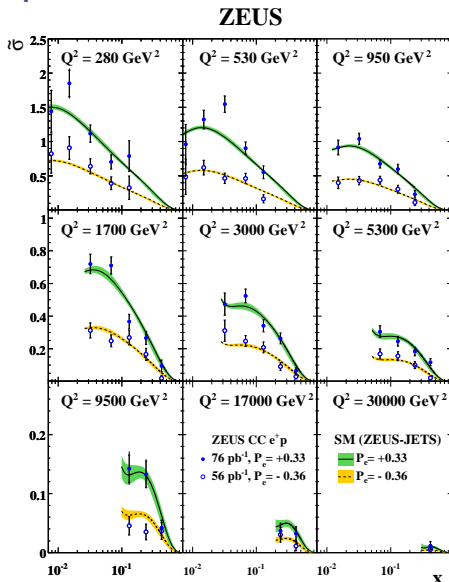 ZEUS
σ̃
Q² = 280 GeV² Q² = 530 GeV² Q² = 950 GeV²
2.5
2
1.5
1
0.5
0
Q² = 1700 GeV² Q² = 3000 GeV² Q² = 5300 GeV²
1
0.8
0.6
0.4
0.2
Q² = 9500 GeV² Q² = 17000 GeV² Q² = 30000 GeV²
0.2
0.1
0
ZEUS CC e⁺p SM (ZEUS-JETS)
76 pb⁻¹, Pₑ = +0.33 Pₑ = +0.33
56 pb⁻¹, Pₑ = - 0.36 Pₑ = - 0.36
10⁻² 10⁻¹ 10⁻² 10⁻¹ 10⁻² 10⁻¹
x